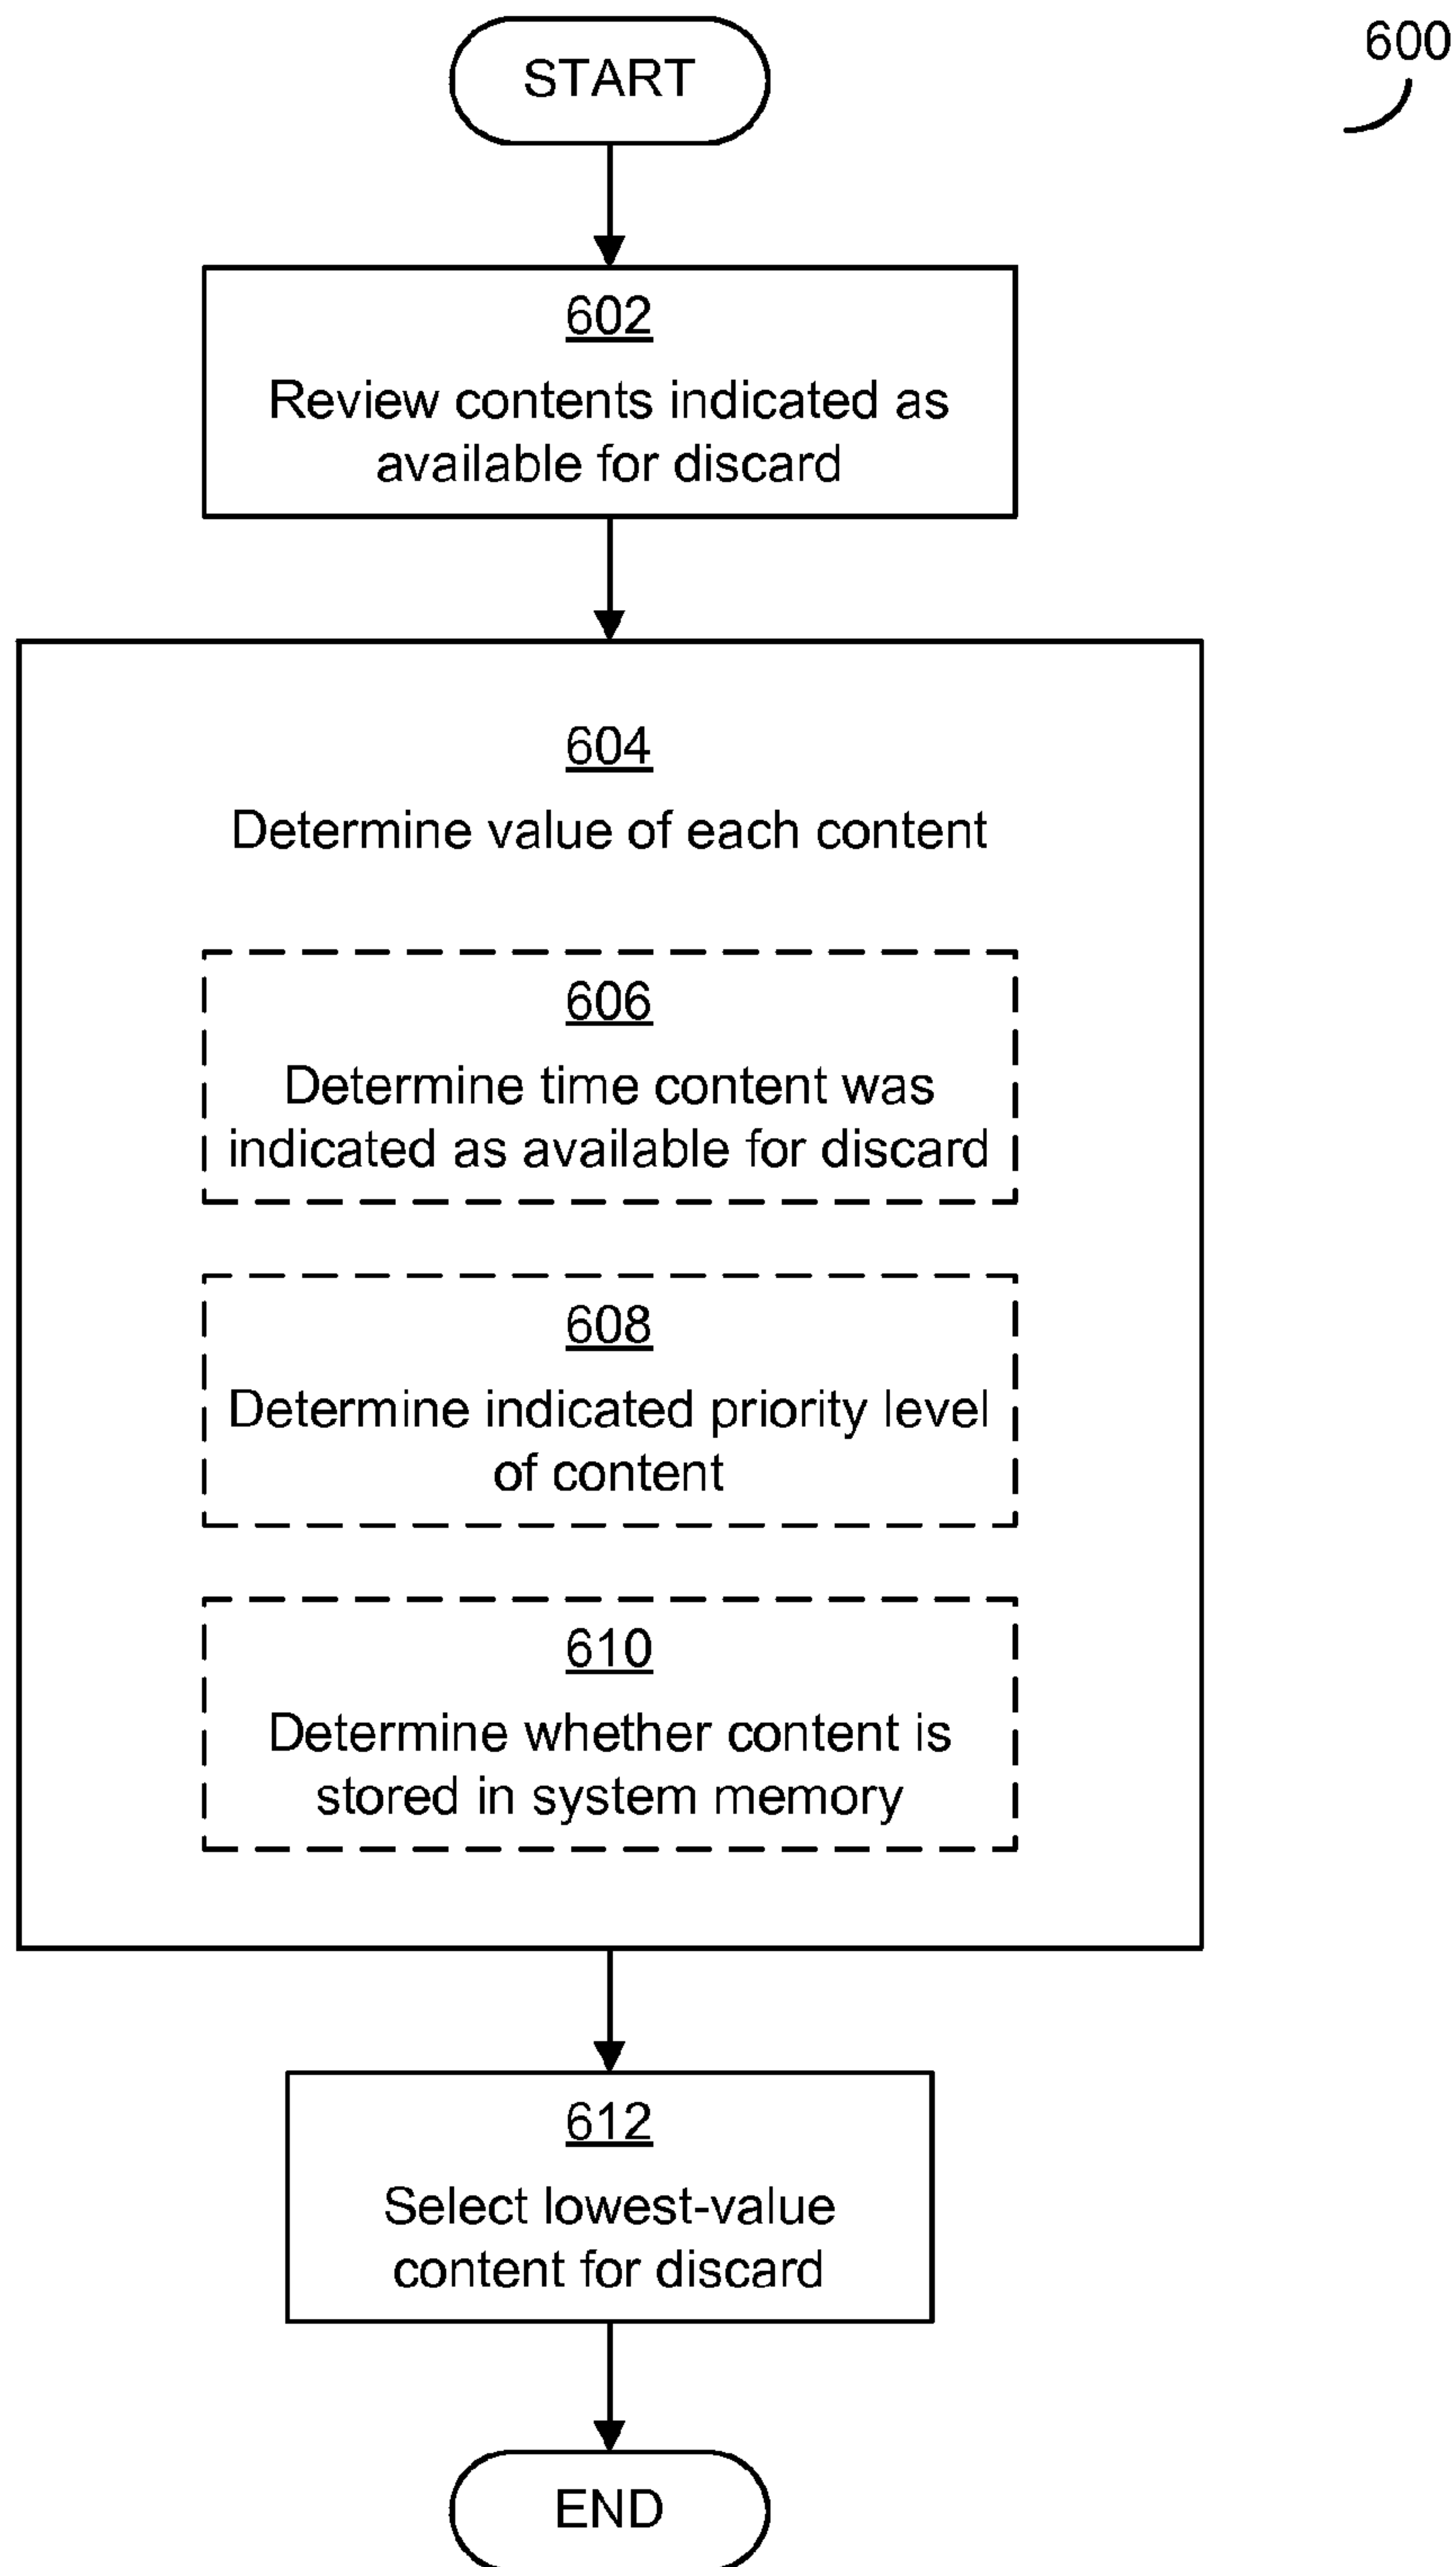 START
600
602
Review contents indicated as
available for discard
604
Determine value of each content
606
Determine time content was
indicated as available for discard
608
Determine indicated priority level
of content
610
Determine whether content is
stored in system memory
612
Select lowest-value
content for discard
END